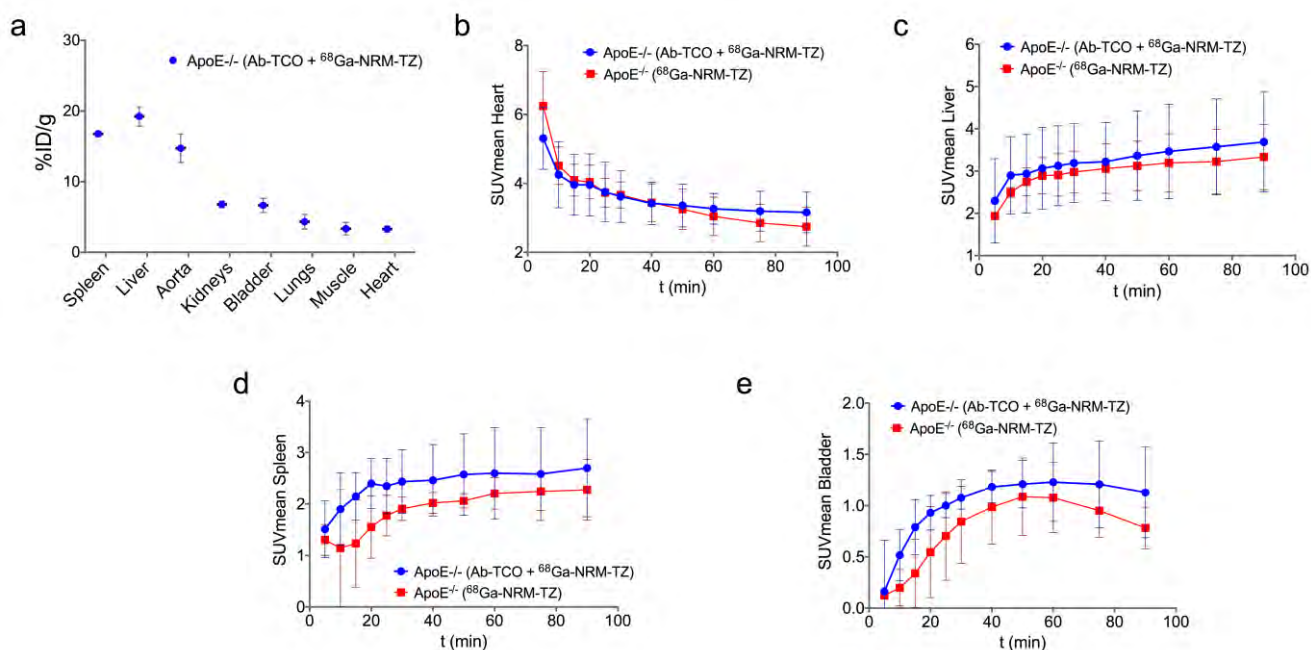 a
30
20
10
0
%ID/g
ApoE-/- (Ab-TCO + ⁶⁸Ga-NRM-TZ)
Spleen
Liver
Aorta
Kidneys
Bladder
Lungs
Muscle
Heart
b
ApoE-/- (Ab-TCO + ⁶⁸Ga-NRM-TZ)
ApoE⁻/⁻ (⁶⁸Ga-NRM-TZ)
8
6
4
2
SUVmean Heart
0 20 40 60 80 100
t (min)
c
ApoE-/- (Ab-TCO + ⁶⁸Ga-NRM-TZ)
ApoE⁻/⁻ (⁶⁸Ga-NRM-TZ)
6
5
4
3
2
1
SUVmean Liver
0 20 40 60 80 100
t (min)
d
4
3
2
1
0
SUVmean Spleen
ApoE-/- (Ab-TCO + ⁶⁸Ga-NRM-TZ)
ApoE⁻/⁻ (⁶⁸Ga-NRM-TZ)
0 20 40 60 80 100
t (min)
e
ApoE-/- (Ab-TCO + ⁶⁸Ga-NRM-TZ)
ApoE⁻/⁻ (⁶⁸Ga-NRM-TZ)
2.0
1.5
1.0
0.5
0.0
SUVmean Bladder
0 20 40 60 80 100
t (min)